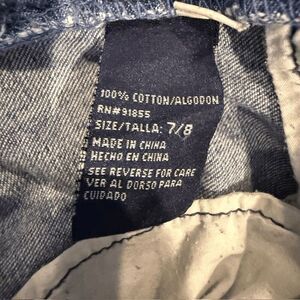 100% COTTON/ALGODON
RN#91855
SIZE/TALLA: 7/8
MADE IN CHINA
HECHO EN CHINA
SEE REVERSE FOR CARE
VER AL DORSO PARA
CUIDADO